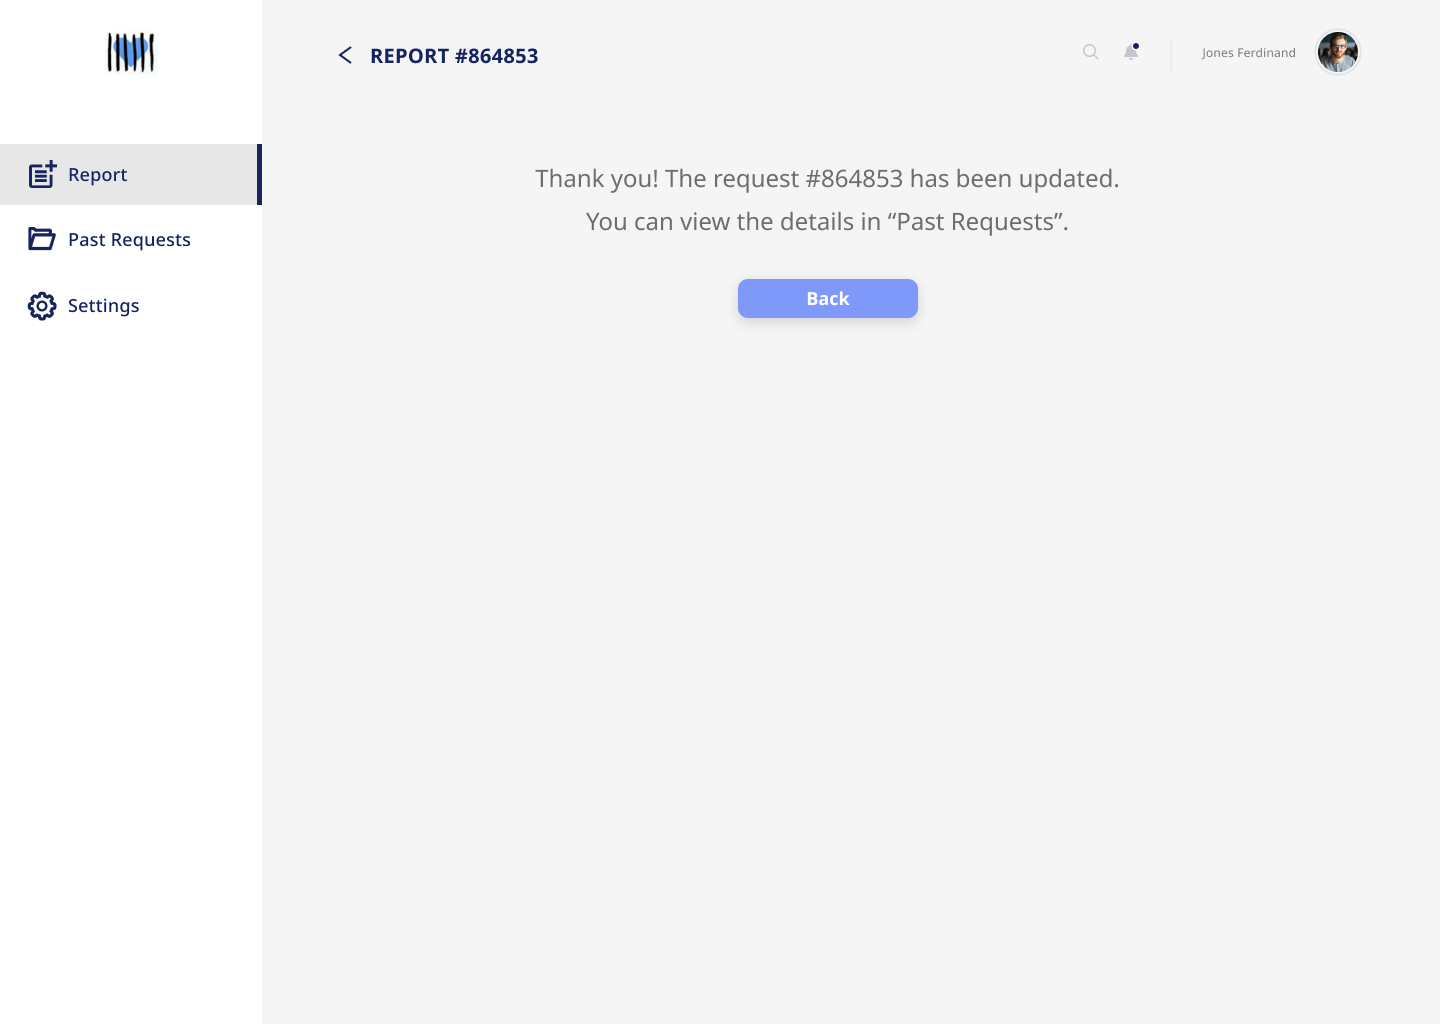 REPORT #864853
Jones Ferdinand
Report
Past Requests
Settings
Thank you! The request #864853 has been updated.
You can view the details in “Past Requests”.
Back